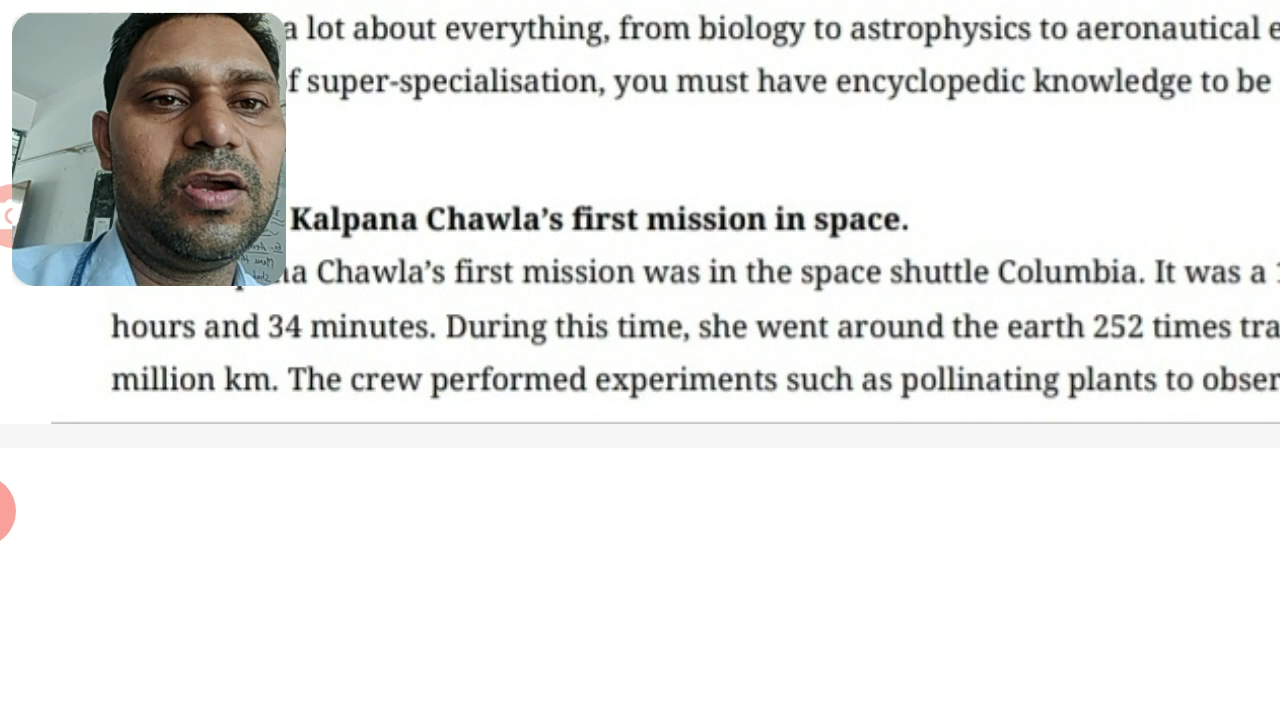 a lot about everything, from biology to astrophysics to aeronautical
super-specialisation, you must have encyclopedic knowledge to be
Kalpana Chawla’s first mission in space.
Chawla’s first mission was in the space shuttle Columbia. It was a
hours and 34 minutes. During this time, she went around the earth 252 times
million km. The crew performed experiments such as pollinating plants to